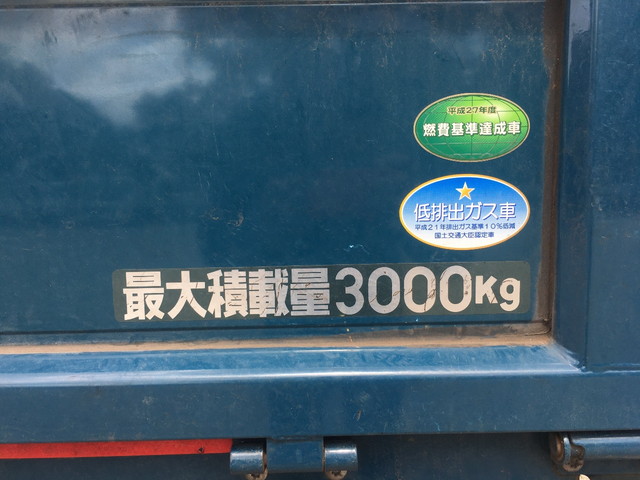 平成27年度
燃費基準達成車
低排出ガス車
平成21年排出ガス基準10%低減
国土交通大臣認定車
最大積載量3000Kg